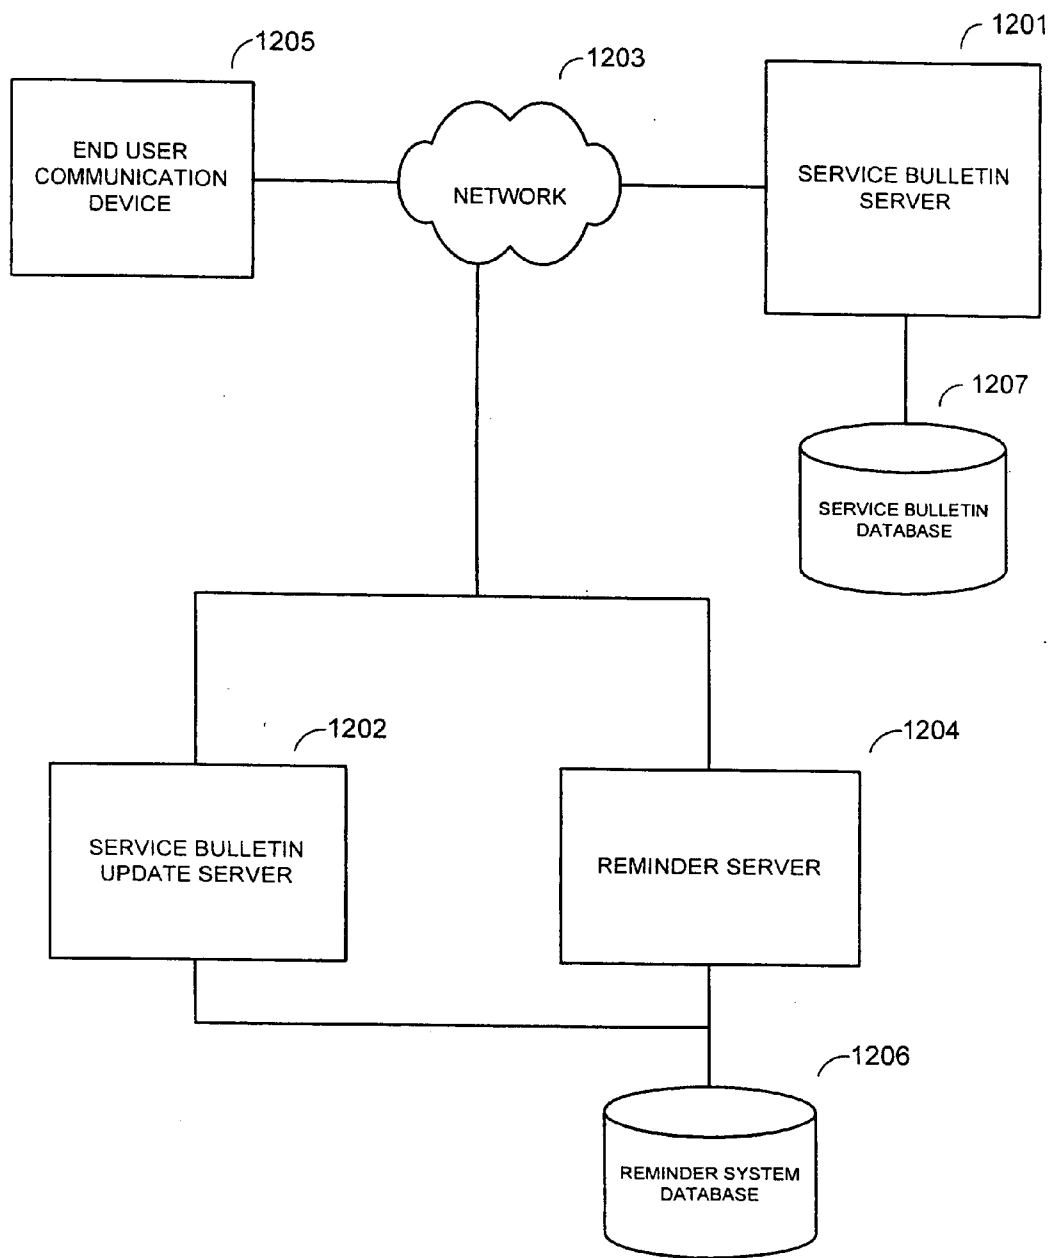 1205
END USER
COMMUNICATION
DEVICE
1203
NETWORK
1201
SERVICE BULLETIN
SERVER
1207
SERVICE BULLETIN
DATABASE
1202
SERVICE BULLETIN
UPDATE SERVER
1204
REMINDER SERVER
1206
REMINDER SYSTEM
DATABASE